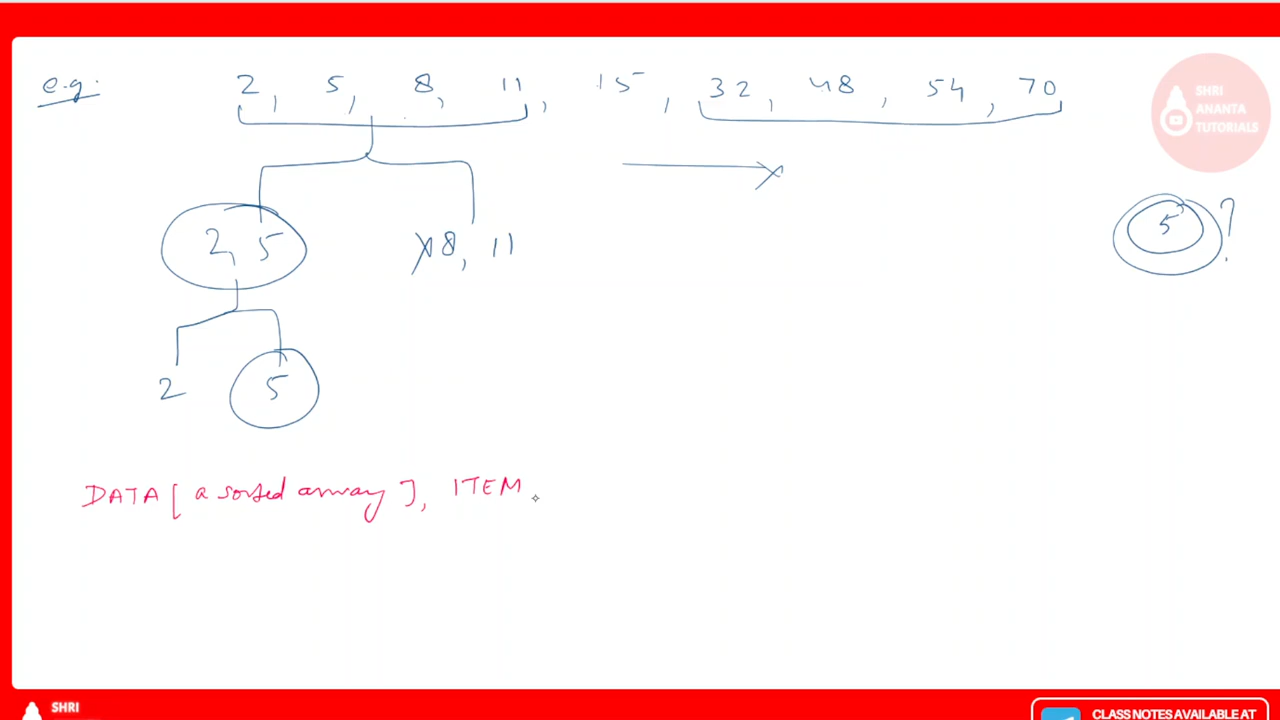 e.g. 2, 5, 8, 11, 15, 32, 48, 54, 70
SHRI
ANANTA
TUTORIALS
2, 5 8, 11
5 ?
2 5
DATA [ a sorted array ], ITEM
SHRI
CLASS NOTES AVAILABLE AT